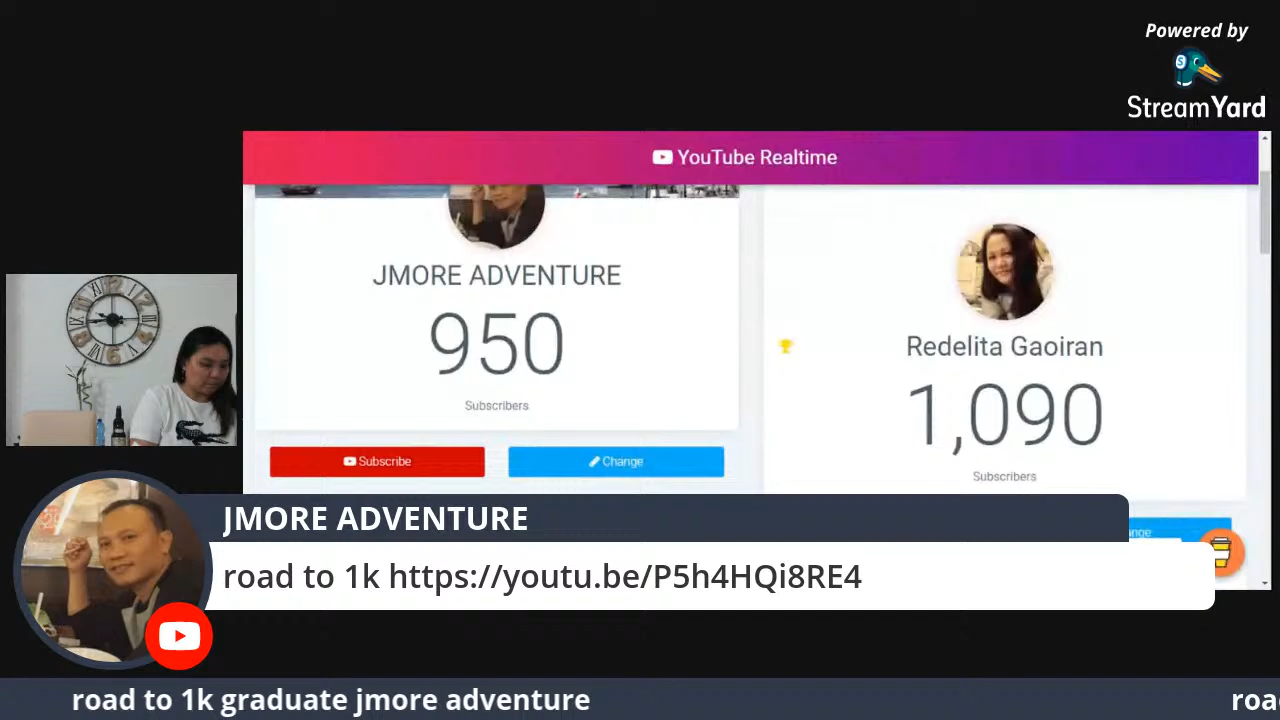 Powered by
StreamYard
YouTube Realtime
JMORE ADVENTURE
950
Subscribers
Subscribe
Change
Redelita Gaoiran
1,090
Subscribers
JMORE ADVENTURE
road to 1k https://youtu.be/P5h4HQi8RE4
road to 1k graduate jmore adventure